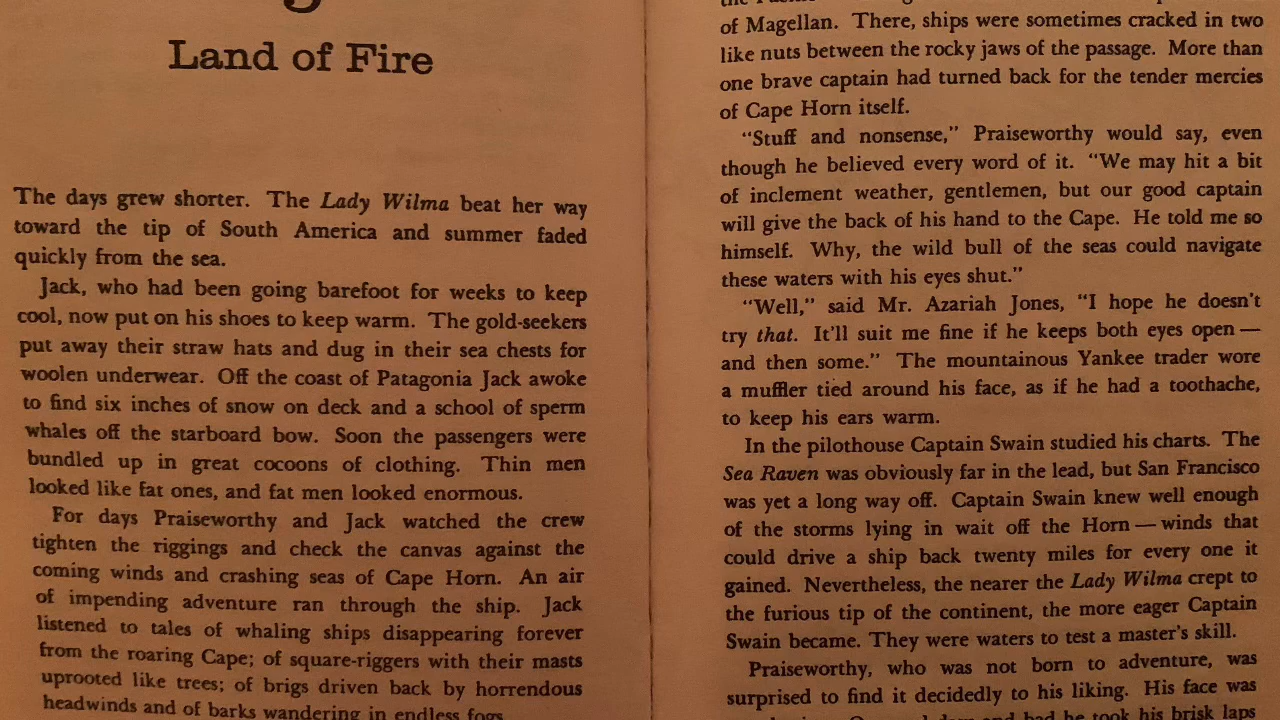 Land of Fire
The days grew shorter. The Lady Wilma beat her way
toward the tip of South America and summer faded
quickly from the sea.
Jack, who had been going barefoot for weeks to keep
cool, now put on his shoes to keep warm. The gold-seekers
put away their straw hats and dug in their sea chests for
woolen underwear. Off the coast of Patagonia Jack awoke
to find six inches of snow on deck and a school of sperm
whales off the starboard bow. Soon the passengers were
bundled up in great cocoons of clothing. Thin men
looked like fat ones, and fat men looked enormous.
For days Praiseworthy and Jack watched the crew
tighten the riggings and check the canvas against the
coming winds and crashing seas of Cape Horn. An air
of impending adventure ran through the ship. Jack
listened to tales of whaling ships disappearing forever
from the roaring Cape; of square-riggers with their masts
uprooted like trees; of brigs driven back by horrendous
headwinds and of barks wandering in endless fogs
of Magellan. There, ships were sometimes cracked in two
like nuts between the rocky jaws of the passage. More than
one brave captain had turned back for the tender mercies
of Cape Horn itself.
"Stuff and nonsense," Praiseworthy would say, even
though he believed every word of it. "We may hit a bit
of inclement weather, gentlemen, but our good captain
will give the back of his hand to the Cape. He told me so
himself. Why, the wild bull of the seas could navigate
these waters with his eyes shut."
"Well," said Mr. Azariah Jones, "I hope he doesn't
try that. It'll suit me fine if he keeps both eyes open —
and then some." The mountainous Yankee trader wore
a muffler tied around his face, as if he had a toothache,
to keep his ears warm.
In the pilothouse Captain Swain studied his charts. The
Sea Raven was obviously far in the lead, but San Francisco
was yet a long way off. Captain Swain knew well enough
of the storms lying in wait off the Horn — winds that
could drive a ship back twenty miles for every one it
gained. Nevertheless, the nearer the Lady Wilma crept to
the furious tip of the continent, the more eager Captain
Swain became. They were waters to test a master's skill.
Praiseworthy, who was not born to adventure, was
surprised to find it decidedly to his liking. His face was
had he took his brisk laps